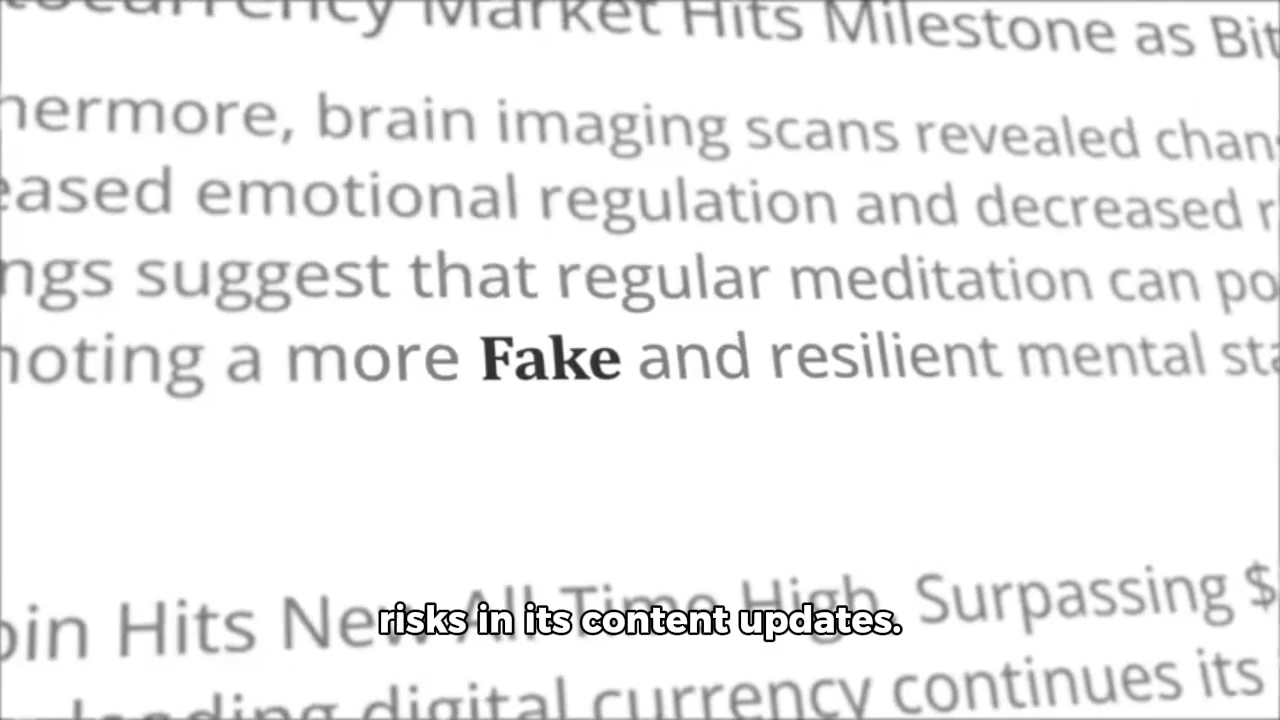 Market Hits Milestone as Bit
hermore, brain imaging scans revealed chan
eased emotional regulation and decreased r
ngs suggest that regular meditation can po
noting a more Fake and resilient mental sta
oin Hits New All-Time High, Surpassing $
risks in its content updates.
leading digital currency continues its